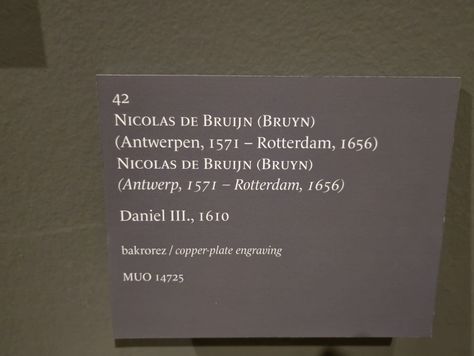 42
Nicolas de Bruijn (Bruyn)
(Antwerpen, 1571 – Rotterdam, 1656)
Nicolas de Bruijn (Bruyn)
(Antwerp, 1571 – Rotterdam, 1656)
Daniel III., 1610
bakrorez / copper-plate engraving
MUO 14725